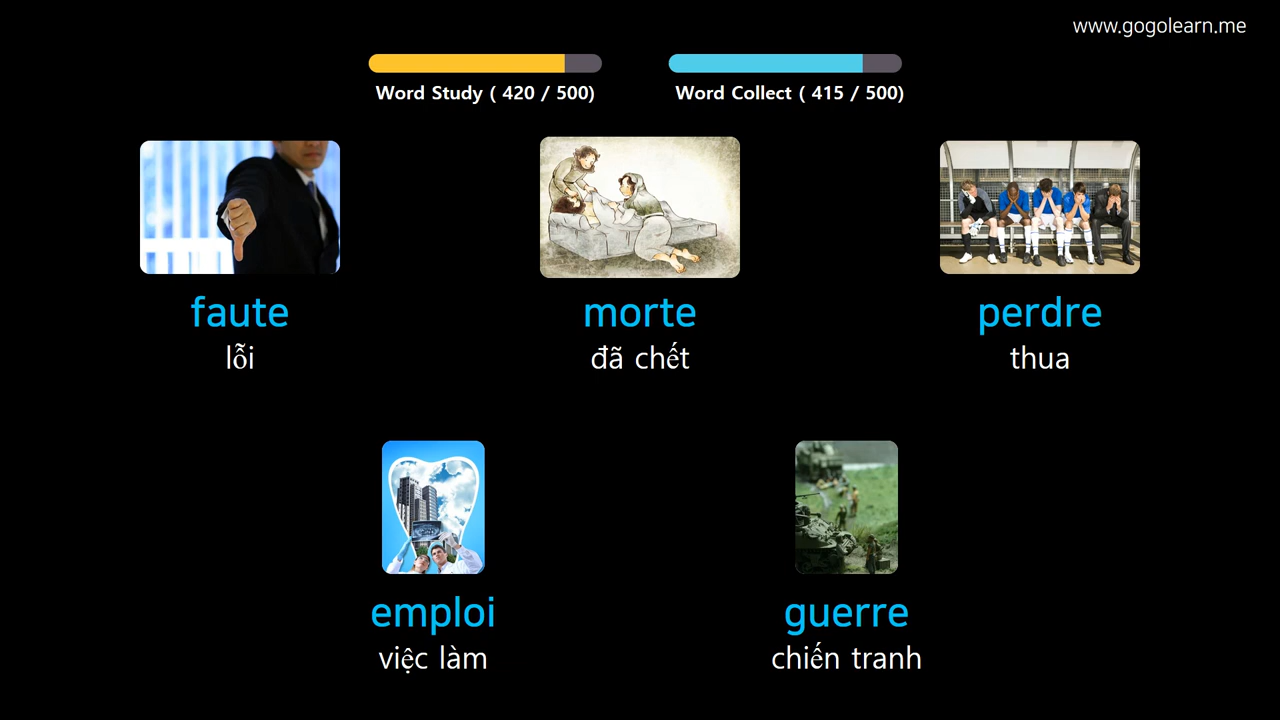 www.gogolearn.me
Word Study ( 420 / 500)
Word Collect ( 415 / 500)
faute
lỗi
morte
đã chết
perdre
thua
emploi
việc làm
guerre
chiến tranh